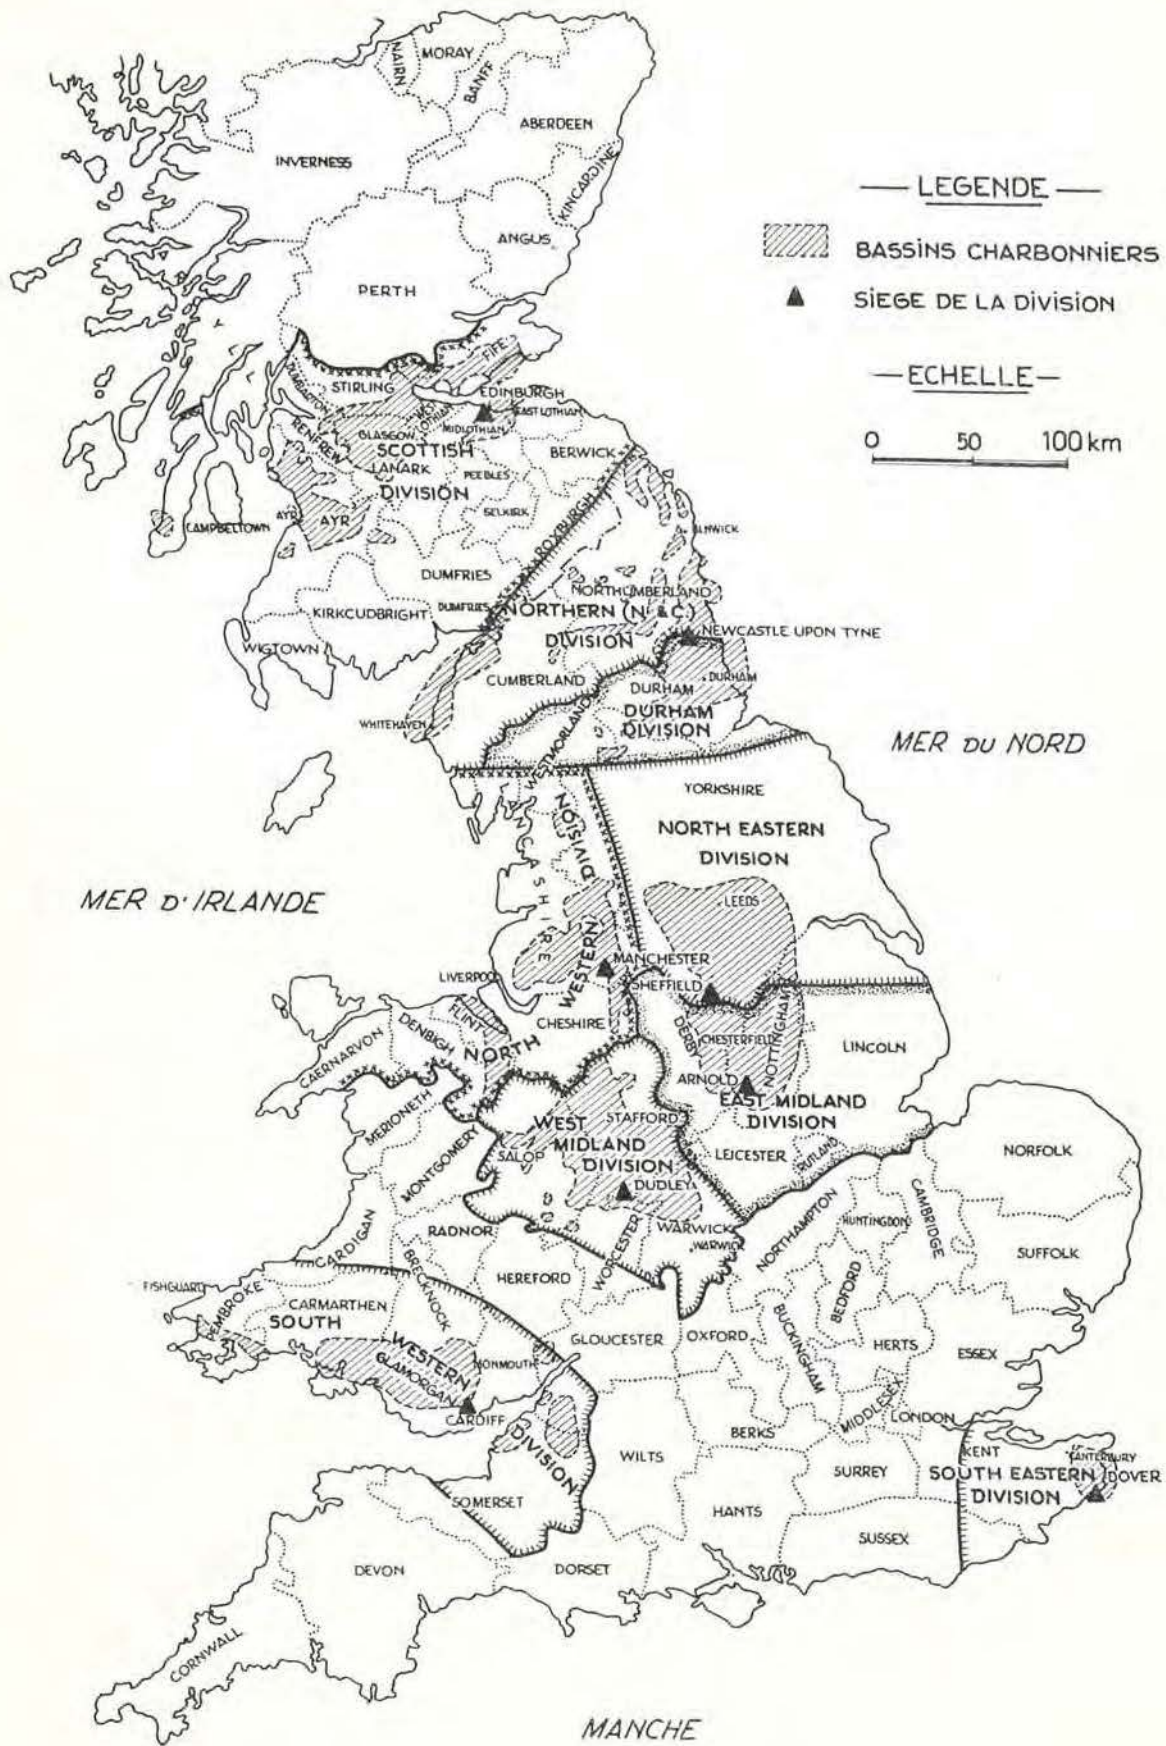 NAIRN
MORAY
BANFF
ABERDEEN
INVERNESS
KINCARDINE
ANGUS
PERTH
— LEGENDE —
BASSINS CHARBONNIERS
SIEGE DE LA DIVISION
— ECHELLE —
0 50 100 km
FIFE
DUMBARTON
STIRLING
EDINBURGH
WEST LOTHIAN
EAST LOTHIAN
MIDLOTHIAN
RENFREW
GLASGOW
SCOTTISH
DIVISION
LANARK
BERWICK
PEEBLES
SELKIRK
CAMPBELTOWN
AYR
AYR
ROXBURGH
ALNWICK
DUMFRIES
DUMFRIES
KIRKCUDBRIGHT
WIGTOWN
NORTHUMBERLAND
NORTHERN (N & C)
DIVISION
NEWCASTLE UPON TYNE
CUMBERLAND
DURHAM
DURHAM
DURHAM
DIVISION
WHITEHAVEN
WESTMORLAND
MER DU NORD
YORKSHIRE
NORTH EASTERN
DIVISION
LANCASHIRE
NORTH
WESTERN
DIVISION
LEEDS
MER D'IRLANDE
MANCHESTER
SHEFFIELD
LIVERPOOL
FLINT
DENBIGH
CAERNARVON
CHESHIRE
DERBY
CHESTERFIELD
NOTTINGHAM
LINCOLN
ARNOLD
EAST MIDLAND
DIVISION
MERIONETH
MONTGOMERY
WEST
MIDLAND
DIVISION
STAFFORD
SALOP
DUDLEY
LEICESTER
RUTLAND
NORFOLK
CARDIGAN
RADNOR
WORCESTER
WARWICK
WARWICK
NORTHAMPTON
HUNTINGDON
CAMBRIDGE
SUFFOLK
FISHGUARD
PEMBROKE
CARMARTHEN
BRECKNOCK
HEREFORD
BEDFORD
SOUTH
WESTERN
DIVISION
GLAMORGAN
MONMOUTH
GLOUCESTER
OXFORD
BUCKINGHAM
HERTS
ESSEX
CARDIFF
MIDDLESEX
LONDON
BERKS
WILTS
SURREY
KENT
CANTERBURY
SOUTH EASTERN
DIVISION
DOVER
SOMERSET
HANTS
SUSSEX
DEVON
DORSET
CORNWALL
MANCHE